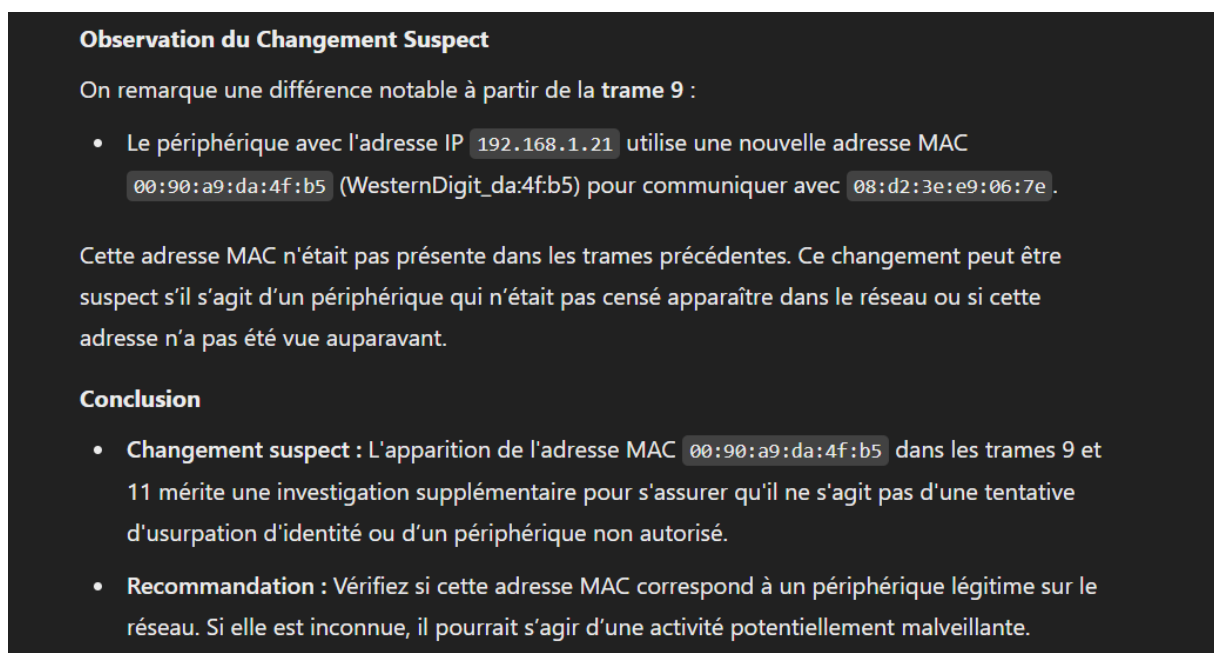 Observation du Changement Suspect
On remarque une différence notable à partir de la trame 9 :
• Le périphérique avec l'adresse IP 192.168.1.21 utilise une nouvelle adresse MAC
00:90:a9:da:4f:b5 (WesternDigit_da:4f:b5) pour communiquer avec 08:d2:3e:e9:06:7e.
Cette adresse MAC n'était pas présente dans les trames précédentes. Ce changement peut être
suspect s’il s’agit d’un périphérique qui n’était pas censé apparaître dans le réseau ou si cette
adresse n’a pas été vue auparavant.
Conclusion
• Changement suspect : L'apparition de l'adresse MAC 00:90:a9:da:4f:b5 dans les trames 9 et
11 mérite une investigation supplémentaire pour s'assurer qu'il ne s'agit pas d'une tentative
d'usurpation d'identité ou d’un périphérique non autorisé.
• Recommandation : Vérifiez si cette adresse MAC correspond à un périphérique légitime sur le
réseau. Si elle est inconnue, il pourrait s’agir d’une activité potentiellement malveillante.